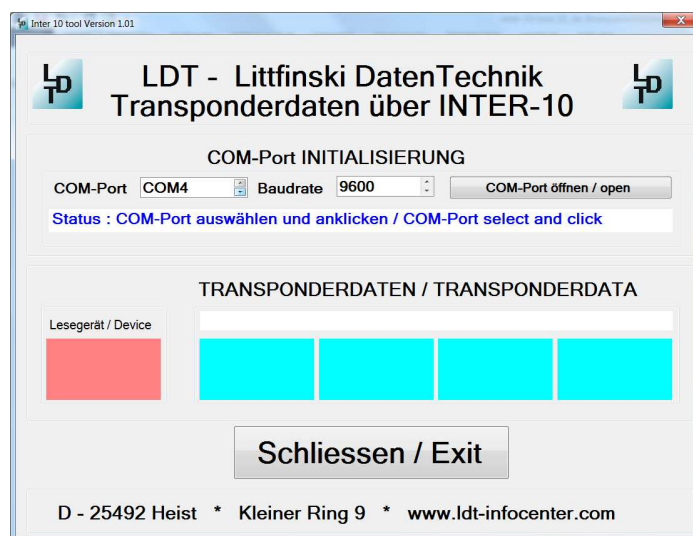 Inter 10 tool Version 1.01
LDT
LDT - Littfinski DatenTechnik
LDT
Transponderdaten über INTER-10
COM-Port INITIALISIERUNG
COM-Port COM4 Baudrate 9600 COM-Port öffnen / open
Status : COM-Port auswählen und anklicken / COM-Port select and click
TRANSPONDERDATEN / TRANSPONDERDATA
Lesegerät / Device
Schliessen / Exit
D - 25492 Heist * Kleiner Ring 9 * www.ldt-infocenter.com